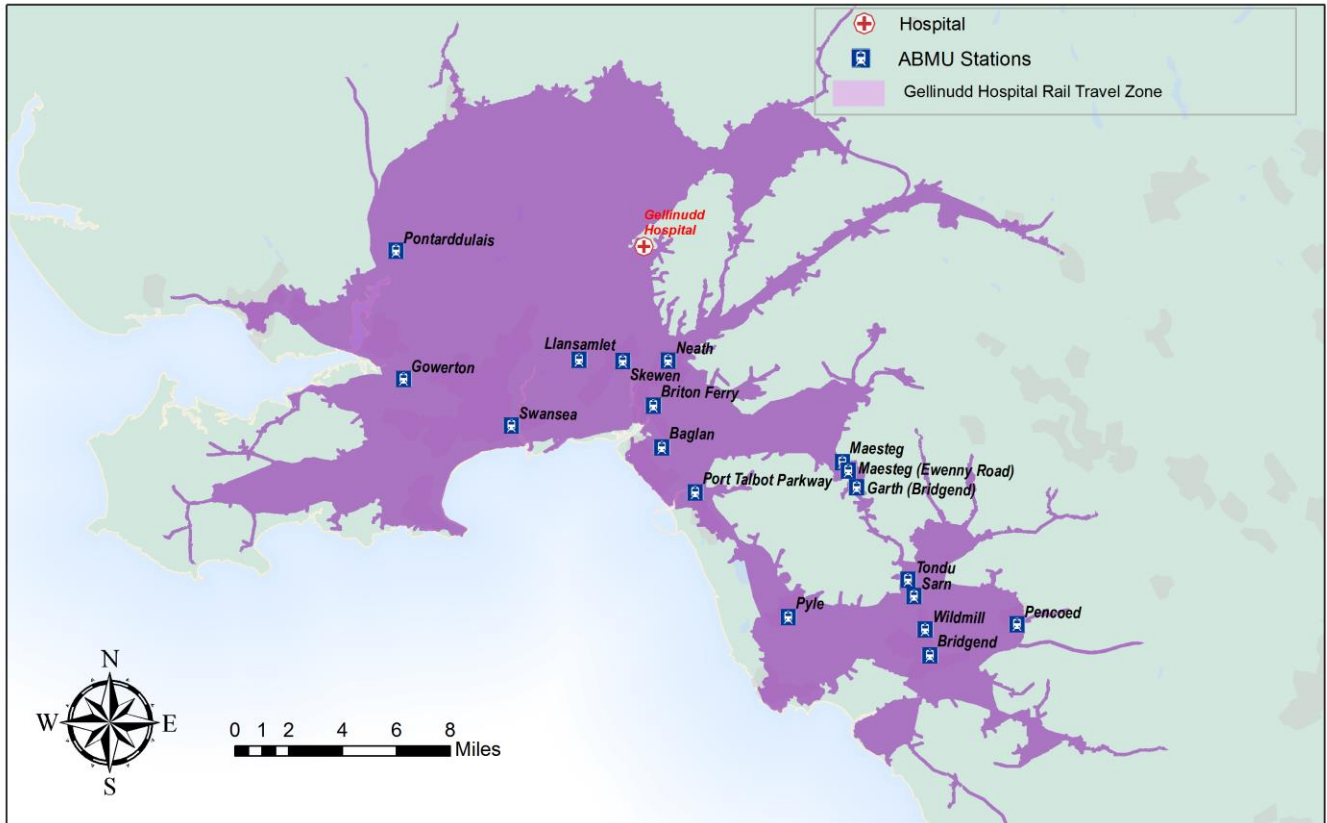 Hospital
ABMU Stations
Gellinudd Hospital Rail Travel Zone
Gellinudd
Hospital
Pontarddulais
Llansamlet
Neath
Skewen
Gowerton
Briton Ferry
Swansea
Baglan
Maesteg
Maesteg (Ewenny Road)
Port Talbot Parkway
Garth (Bridgend)
Tondu
Sarn
Pyle
Wildmill
Pencoed
Bridgend
N
W
E
S
0 1 2 4 6 8
Miles